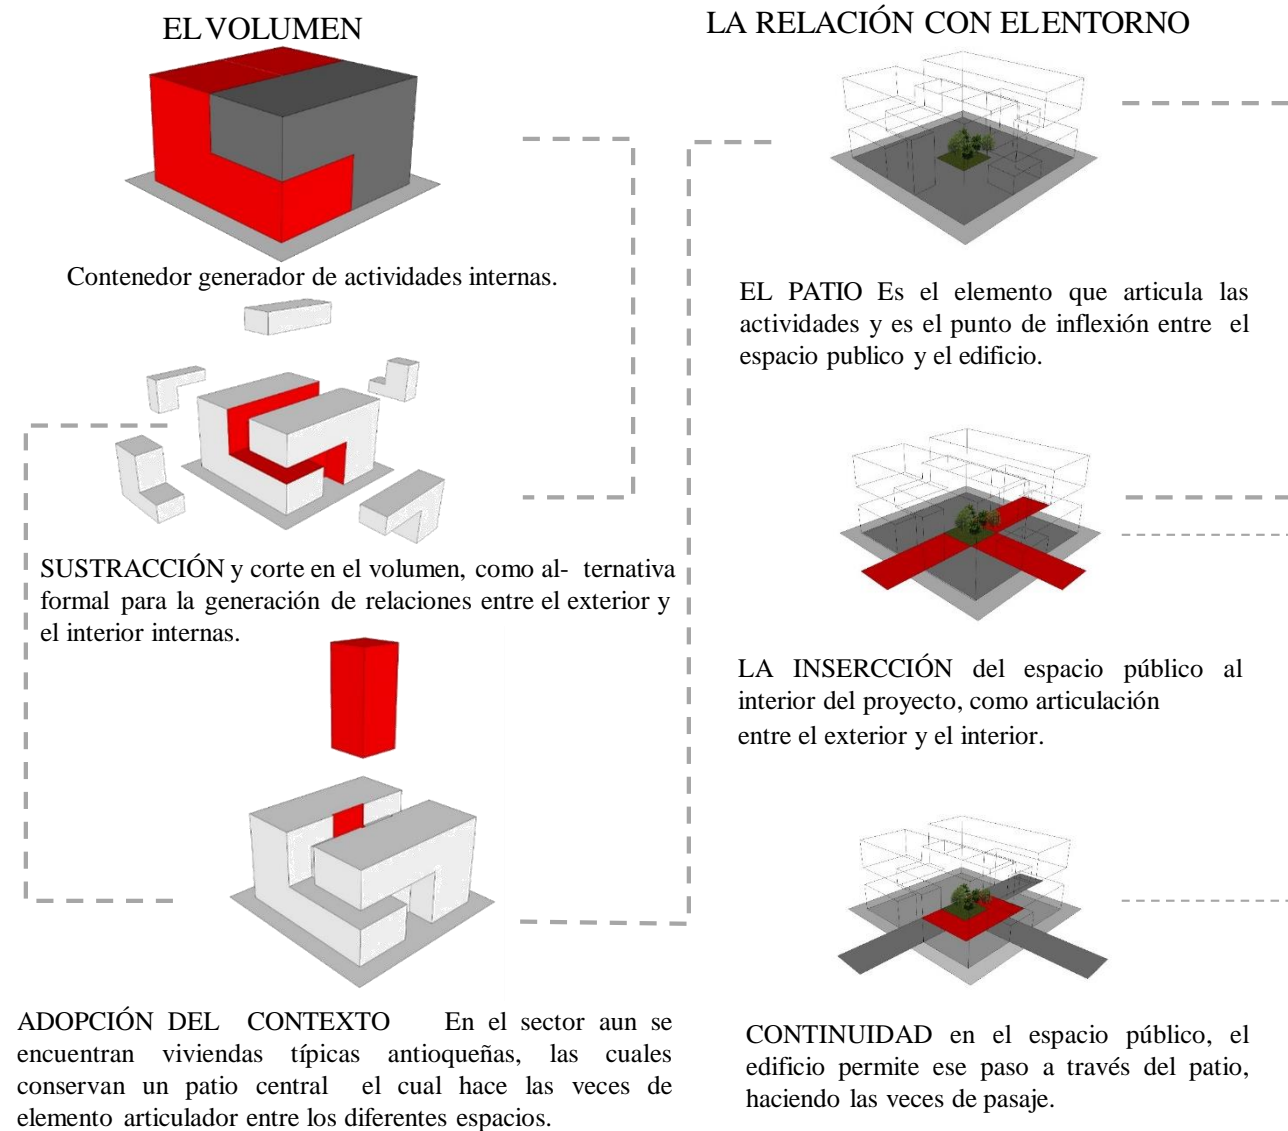 EL VOLUMEN
Contenedor generador de actividades internas.
SUSTRACCIÓN y corte en el volumen, como al- ternativa
formal para la generación de relaciones entre el exterior y
el interior internas.
ADOPCIÓN DEL CONTEXTO En el sector aun se
encuentran viviendas típicas antioqueñas, las cuales
conservan un patio central el cual hace las veces de
elemento articulador entre los diferentes espacios.
LA RELACIÓN CON EL ENTORNO
EL PATIO Es el elemento que articula las
actividades y es el punto de inflexión entre el
espacio publico y el edificio.
LA INSERCCIÓN del espacio público al
interior del proyecto, como articulación
entre el exterior y el interior.
CONTINUIDAD en el espacio público, el
edificio permite ese paso a través del patio,
haciendo las veces de pasaje.